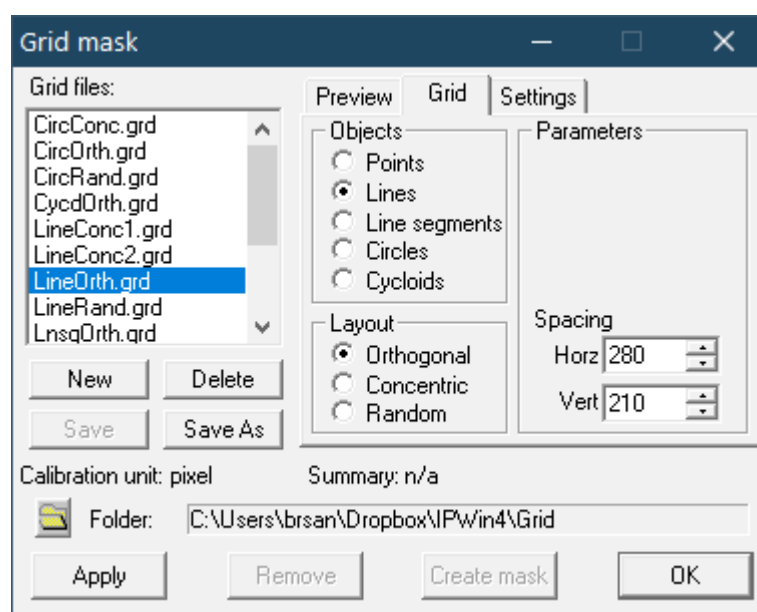 Grid mask
Grid files:
CircConc.grd
CircOrth.grd
CircRand.grd
CycdOrth.grd
LineConc1.grd
LineConc2.grd
LineOrth.grd
LineRand.grd
LnsgOrth.grd
New
Delete
Save
Save As
Preview
Grid
Settings
Objects
Points
Lines
Line segments
Circles
Cycloids
Layout
Orthogonal
Concentric
Random
Parameters
Spacing
Horz 280
Vert 210
Calibration unit: pixel
Summary: n/a
Folder: C:\Users\brsan\Dropbox\IPWin4\Grid
Apply
Remove
Create mask
OK